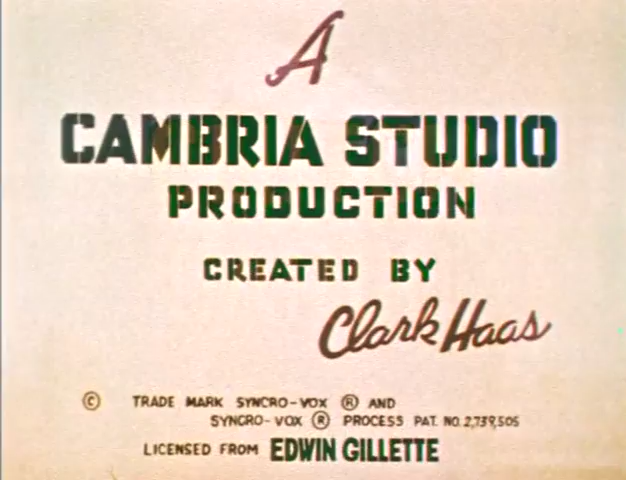 A
CAMBRIA STUDIO
PRODUCTION
CREATED BY
Clark Haas
© TRADE MARK SYNCRO-VOX ® AND
SYNCRO-VOX ® PROCESS PAT. NO. 2,739,505
LICENSED FROM EDWIN GILLETTE